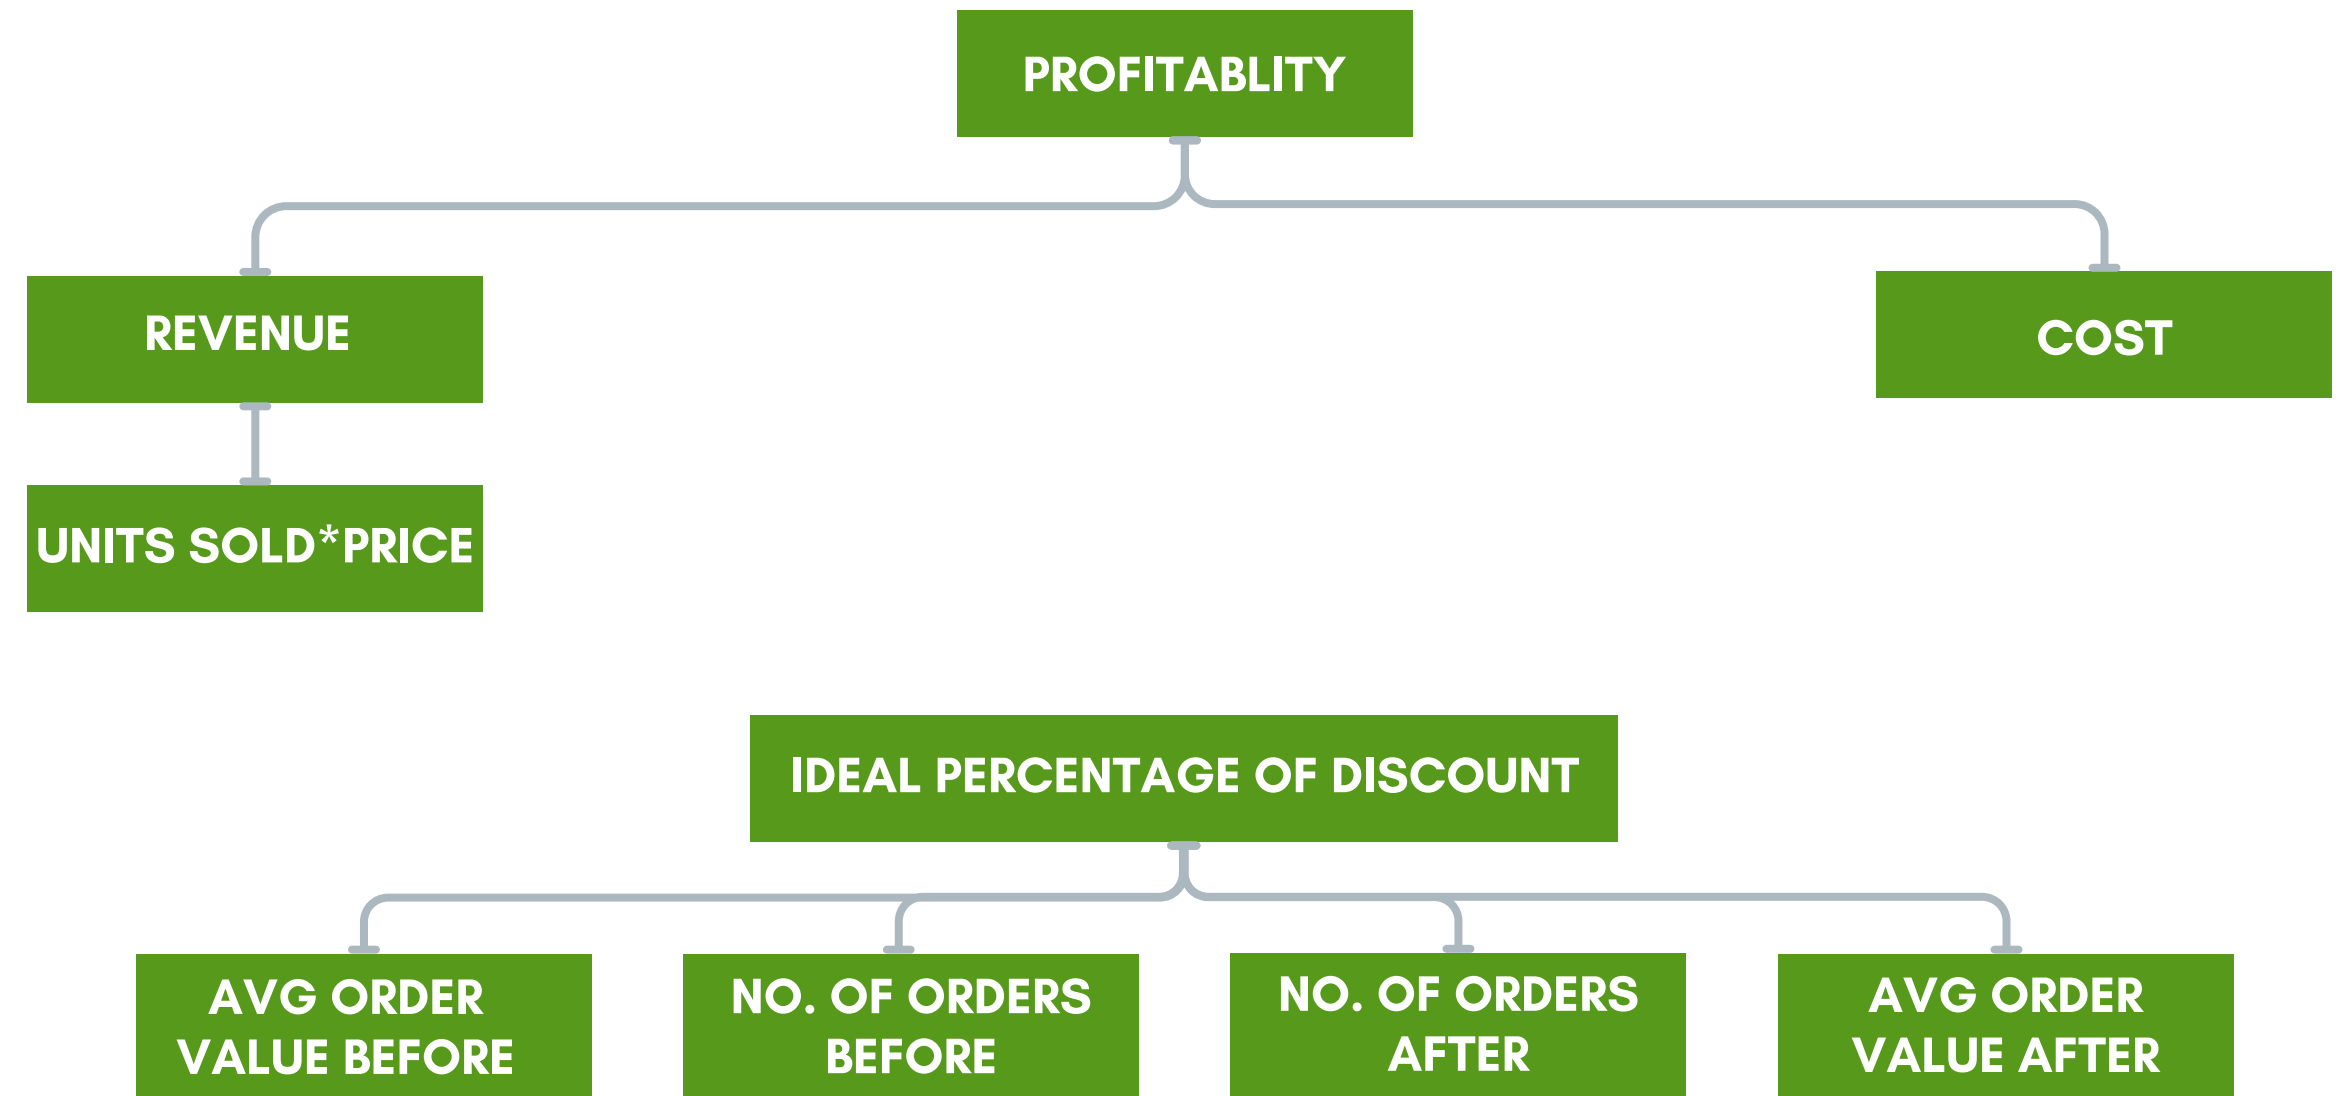 PROFITABLITY
REVENUE
COST
UNITS SOLD*PRICE
IDEAL PERCENTAGE OF DISCOUNT
AVG ORDER
VALUE BEFORE
NO. OF ORDERS
BEFORE
NO. OF ORDERS
AFTER
AVG ORDER
VALUE AFTER